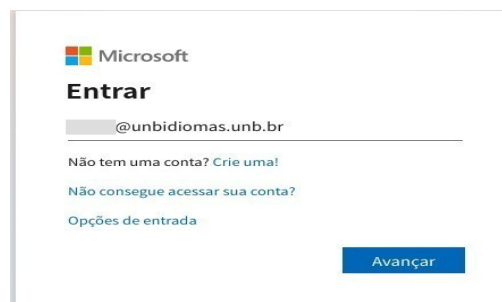 Microsoft
Entrar
@unbidiomas.unb.br
Não tem uma conta? Crie uma!
Não consegue acessar sua conta?
Opções de entrada
Avançar